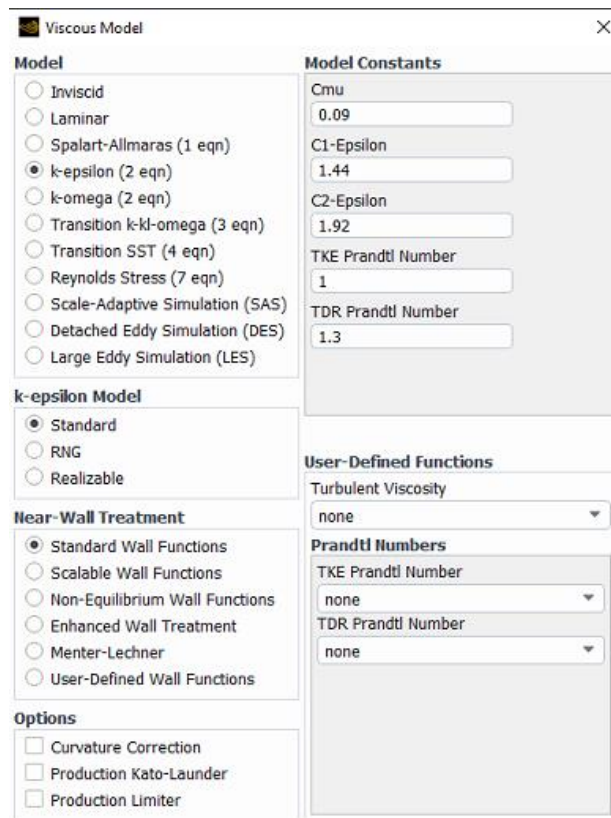 Viscous Model
Model
Inviscid
Laminar
Spalart-Allmaras (1 eqn)
k-epsilon (2 eqn)
k-omega (2 eqn)
Transition k-kl-omega (3 eqn)
Transition SST (4 eqn)
Reynolds Stress (7 eqn)
Scale-Adaptive Simulation (SAS)
Detached Eddy Simulation (DES)
Large Eddy Simulation (LES)
k-epsilon Model
Standard
RNG
Realizable
Near-Wall Treatment
Standard Wall Functions
Scalable Wall Functions
Non-Equilibrium Wall Functions
Enhanced Wall Treatment
Menter-Lechner
User-Defined Wall Functions
Options
Curvature Correction
Production Kato-Launder
Production Limiter
Model Constants
Cmu
0.09
C1-Epsilon
1.44
C2-Epsilon
1.92
TKE Prandtl Number
1
TDR Prandtl Number
1.3
User-Defined Functions
Turbulent Viscosity
none
Prandtl Numbers
TKE Prandtl Number
none
TDR Prandtl Number
none